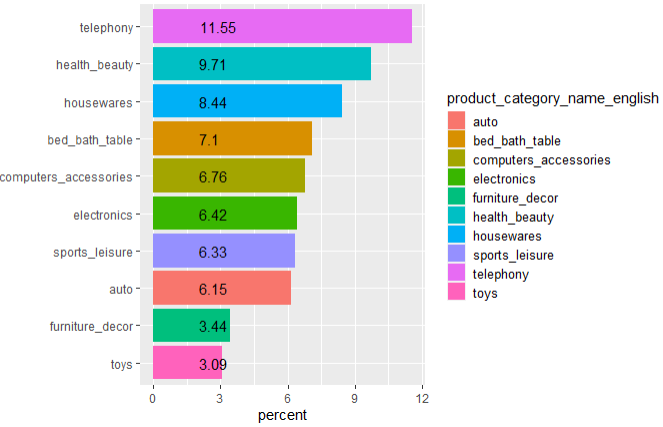 telephony 11.55
health_beauty 9.71
housewares 8.44
bed_bath_table 7.1
computers_accessories 6.76
electronics 6.42
sports_leisure 6.33
auto 6.15
furniture_decor 3.44
toys 3.09
0 3 6 9 12
percent
product_category_name_english
auto
bed_bath_table
computers_accessories
electronics
furniture_decor
health_beauty
housewares
sports_leisure
telephony
toys